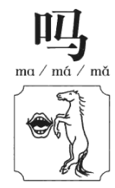 吗
ma / má / mǎ